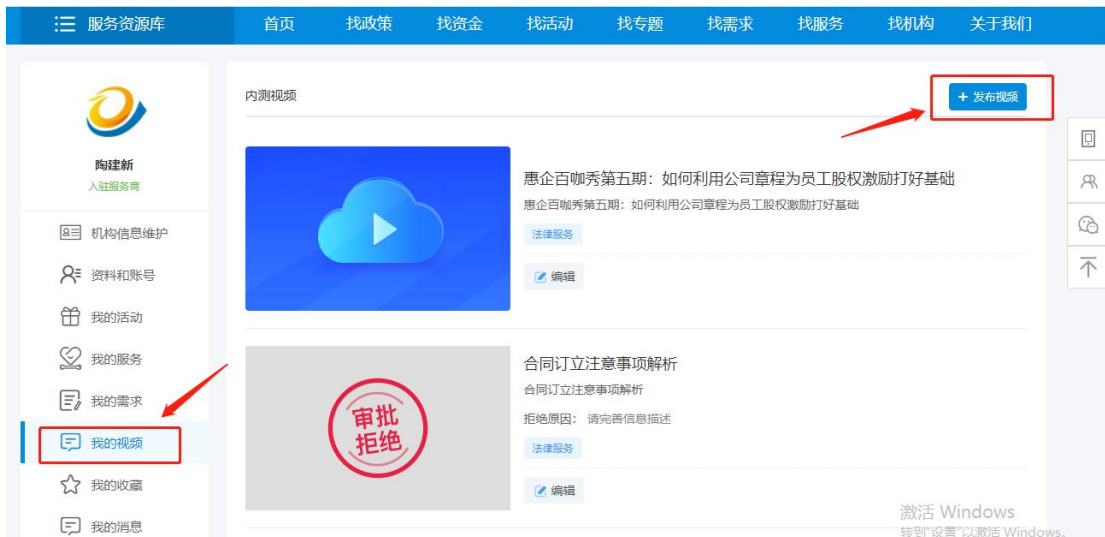 服务资源库 首页 找政策 找资金 找活动 找专题 找需求 找服务 找机构 关于我们
陶建新
入驻服务商
机构信息维护
资料和账号
我的活动
我的服务
我的需求
我的视频
我的收藏
我的消息
内测视频
+ 发布视频
惠企百咖秀第五期：如何利用公司章程为员工股权激励打好基础
惠企百咖秀第五期：如何利用公司章程为员工股权激励打好基础
法律服务
编辑
审批
拒绝
合同订立注意事项解析
合同订立注意事项解析
拒绝原因： 请完善信息描述
法律服务
编辑
激活 Windows
转到"设置"以激活 Windows。